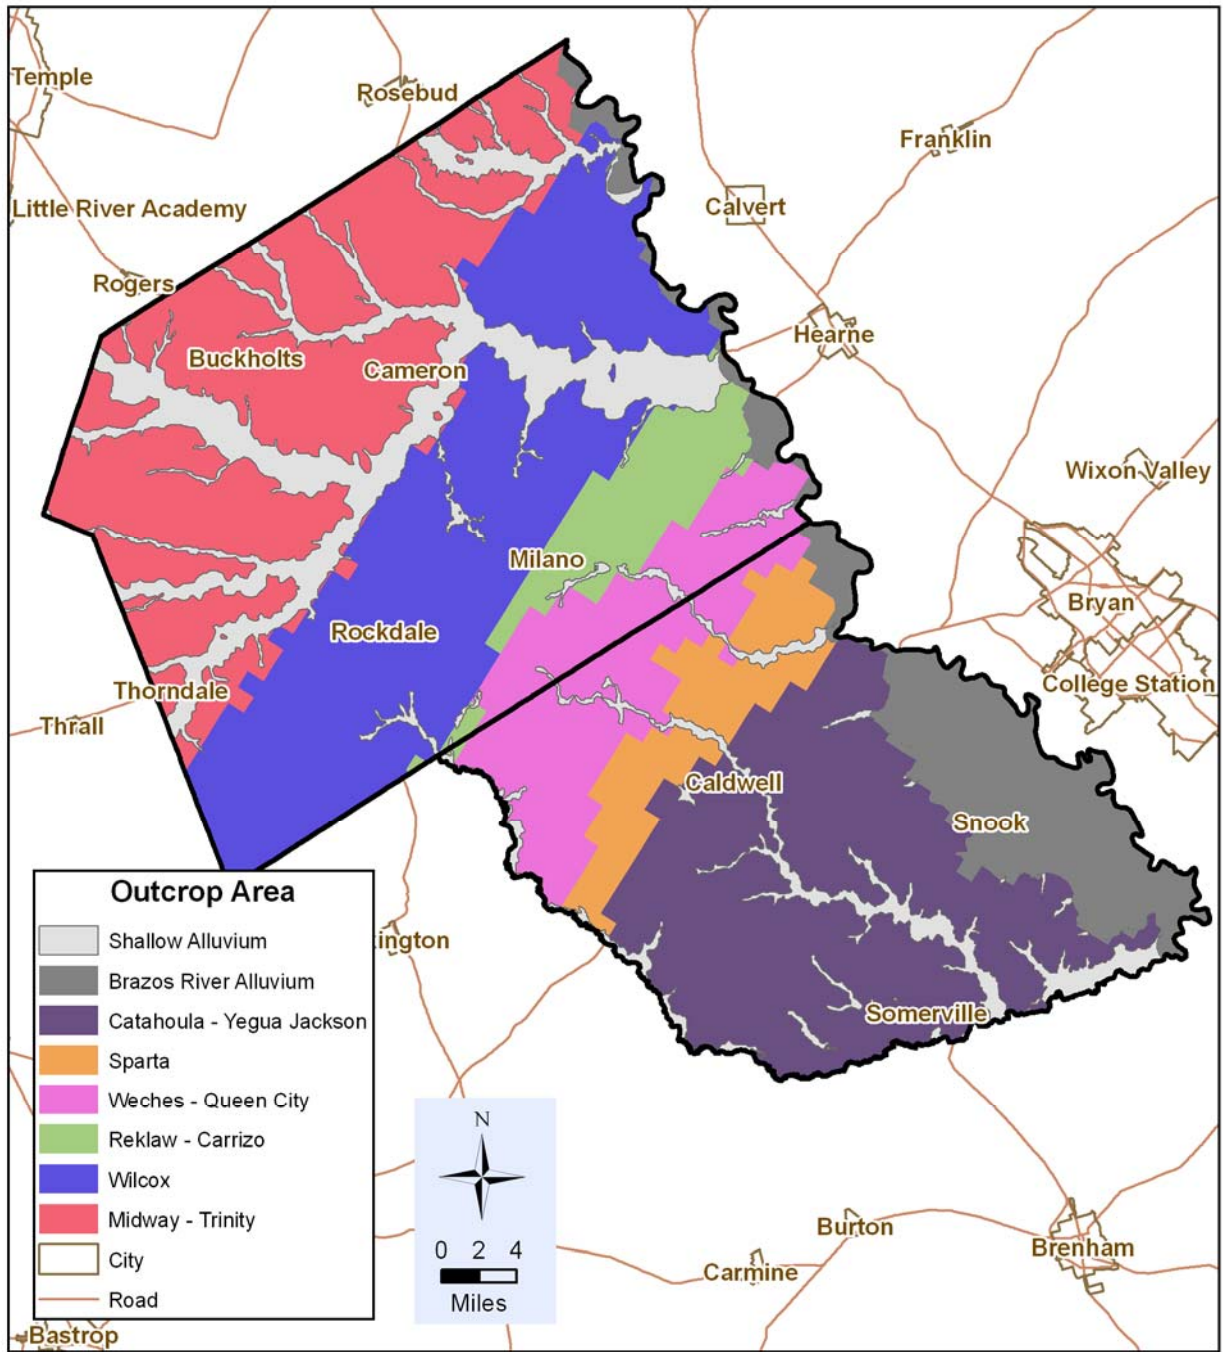 Temple
Rosebud
Franklin
Little River Academy
Calvert
Rogers
Hearne
Buckholts
Cameron
Wixon Valley
Milano
Bryan
Rockdale
Thorndale
College Station
Thrall
Caldwell
Snook
Outcrop Area
Shallow Alluvium
xington
Brazos River Alluvium
Catahoula - Yegua Jackson
Somerville
Sparta
Weches - Queen City
Reklaw - Carrizo
Wilcox
Midway - Trinity
City
Road
N
0 2 4
Miles
Burton
Brenham
Carmine
Bastrop